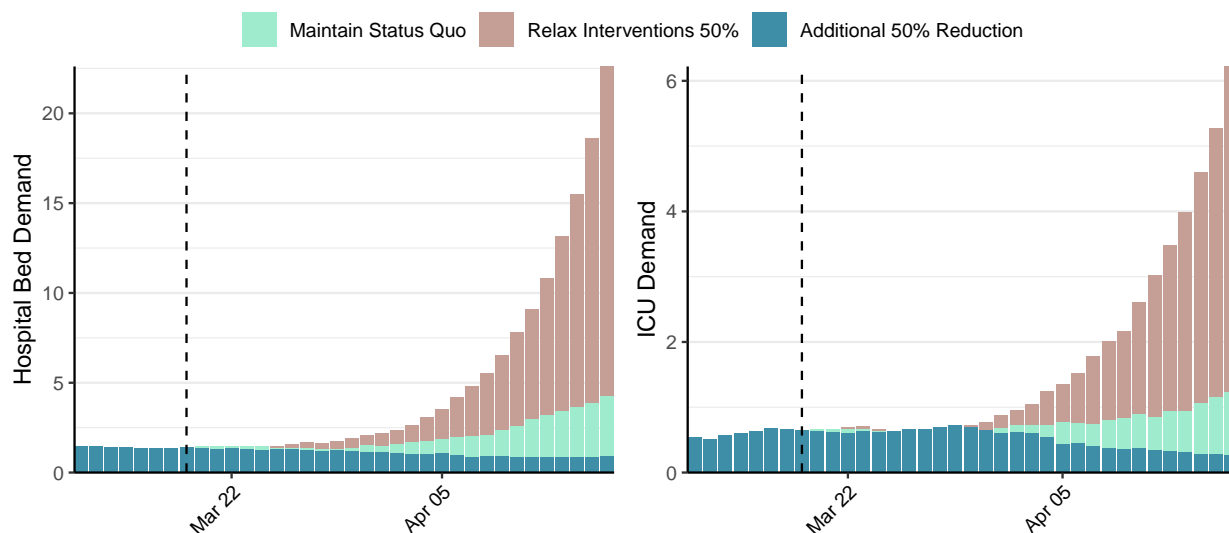 Maintain Status Quo Relax Interventions 50% Additional 50% Reduction
Hospital Bed Demand
20
15
10
5
0
Mar 22
Apr 05
ICU Demand
6
4
2
0
Mar 22
Apr 05